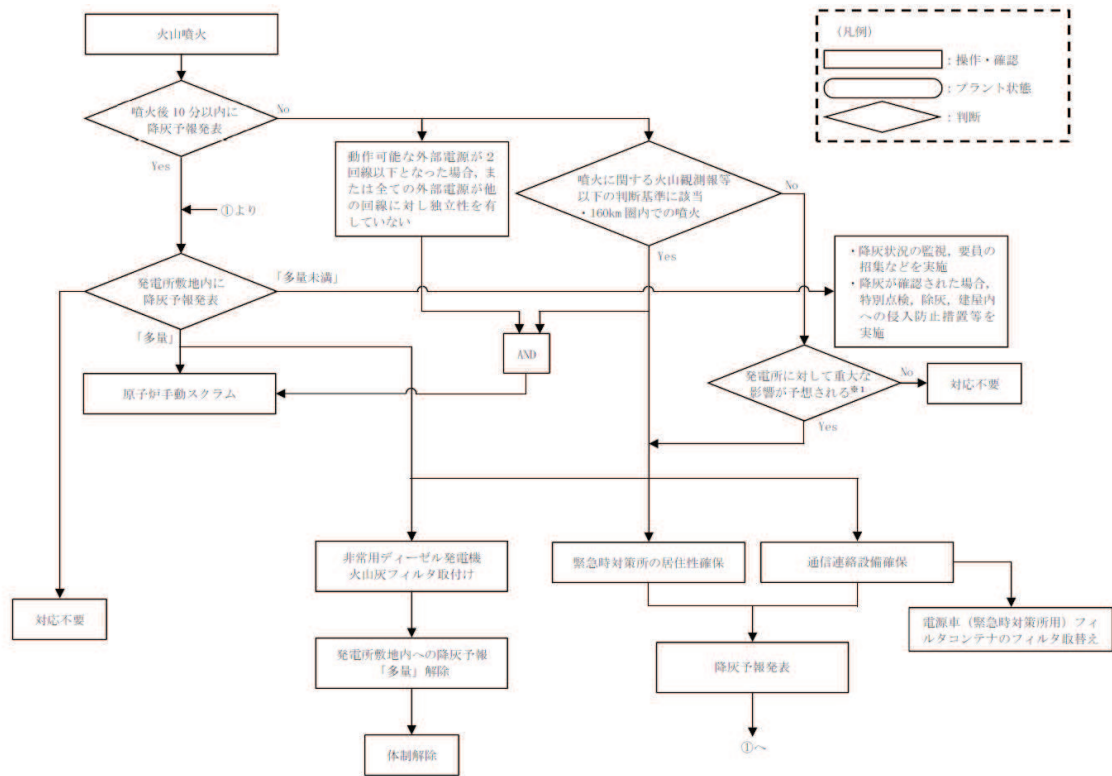 火山噴火
(凡例)
:操作・確認
:プラント状態
:判断
噴火後10分以内に
降灰予報発表
No
Yes
動作可能な外部電源が2
回線以下となった場合，ま
たは全ての外部電源が他
の回線に対し独立性を有
していない
噴火に関する火山観測報等
以下の判断基準に該当
・160km圏内での噴火
No
Yes
①より
発電所敷地内に
降灰予報発表
「多量未満」
「多量」
・降灰状況の監視，要員の
招集などを実施
・降灰が確認された場合，
特別点検，除灰，建屋内
への侵入防止措置等を
実施
AND
原子炉手動スクラム
発電所に対して重大な
影響が予想される※1
No
対応不要
Yes
非常用ディーゼル発電機
火山灰フィルタ取付け
緊急時対策所の居住性確保
通信連絡設備確保
対応不要
電源車（緊急時対策所用）フィ
ルタコンテナのフィルタ取替え
発電所敷地内への降灰予報
「多量」解除
降灰予報発表
体制解除
①へ